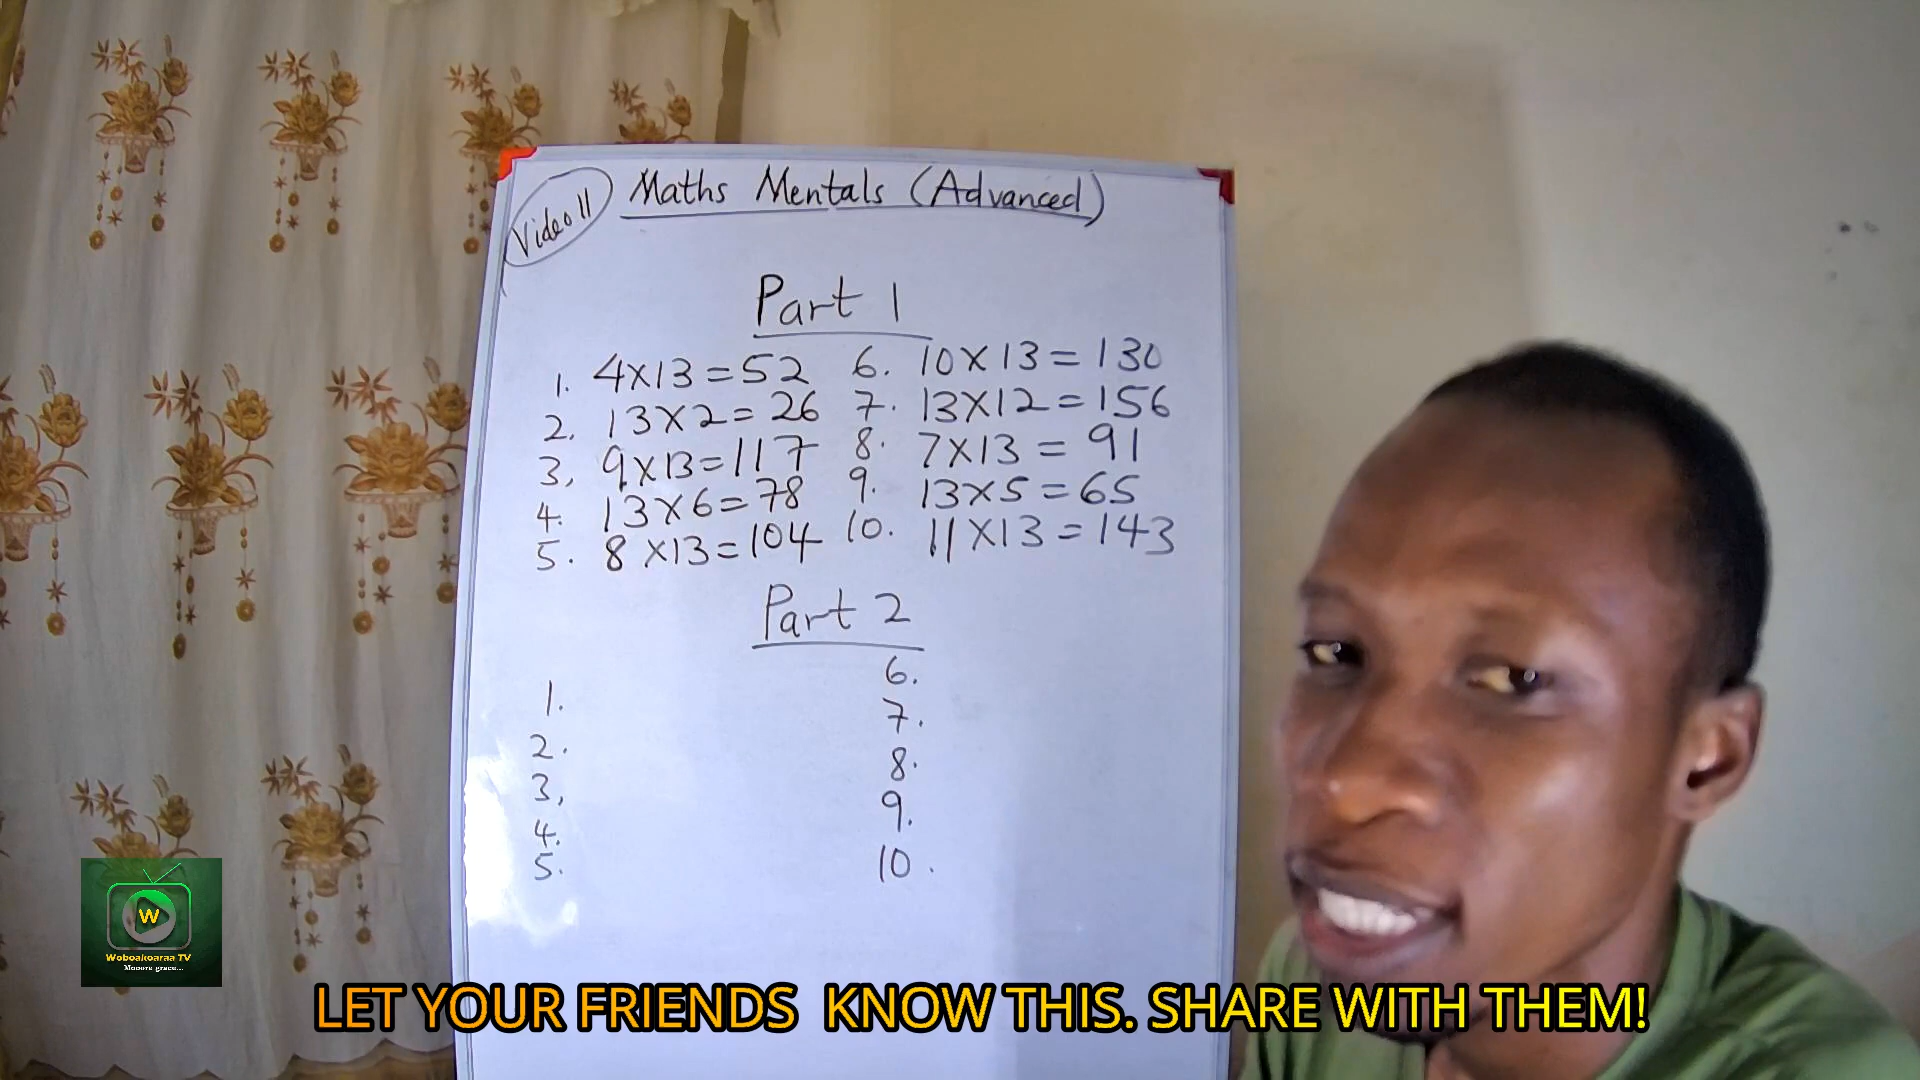 Video 11
Maths Mentals (Advanced)
Part 1
1. 4x13=52
2. 13x2=26
3, 9x13=117
4. 13x6=78
5. 8x13=104
6. 10x13=130
7. 13x12=156
8. 7x13=91
9. 13x5=65
10. 11x13=143
Part 2
1.
2.
3,
4.
5.
6.
7.
8.
9.
10.
W
Woboakoaraa TV
Mooore grace...
LET YOUR FRIENDS KNOW THIS. SHARE WITH THEM!